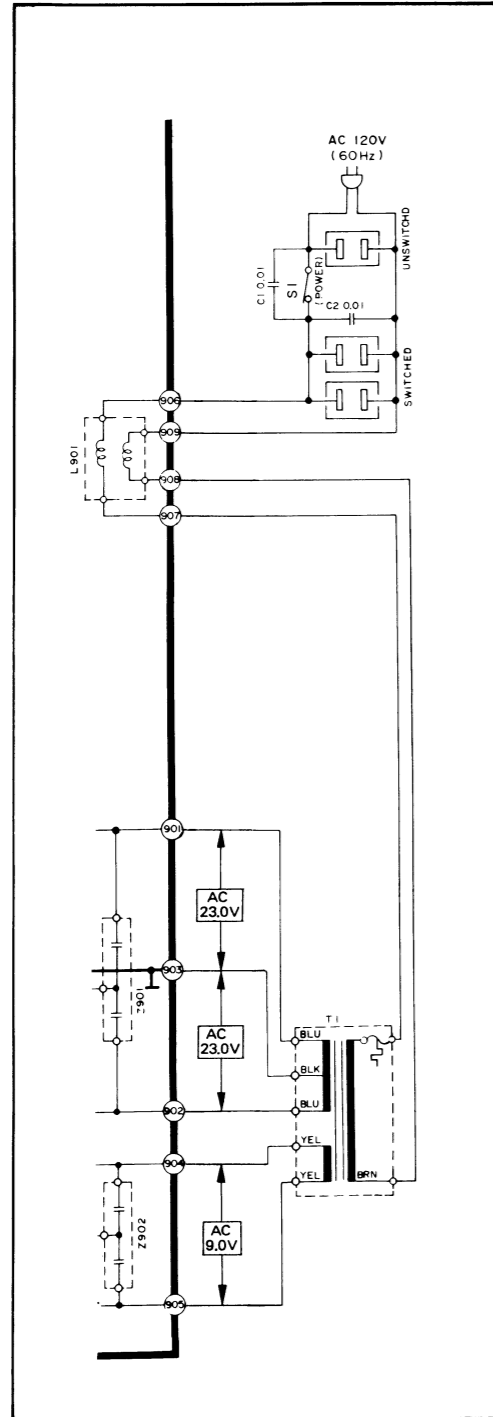 AC 120V
(60Hz)
UNSWITCHD
C1 0.01
S1
(POWER)
C2 0.01
SWITCHED
906
909
L901
908
907
901
AC
23.0V
903
Z901
AC
23.0V
T1
BLU
BLK
BLU
902
YEL
904
YEL
BRN
Z902
AC
9.0V
905